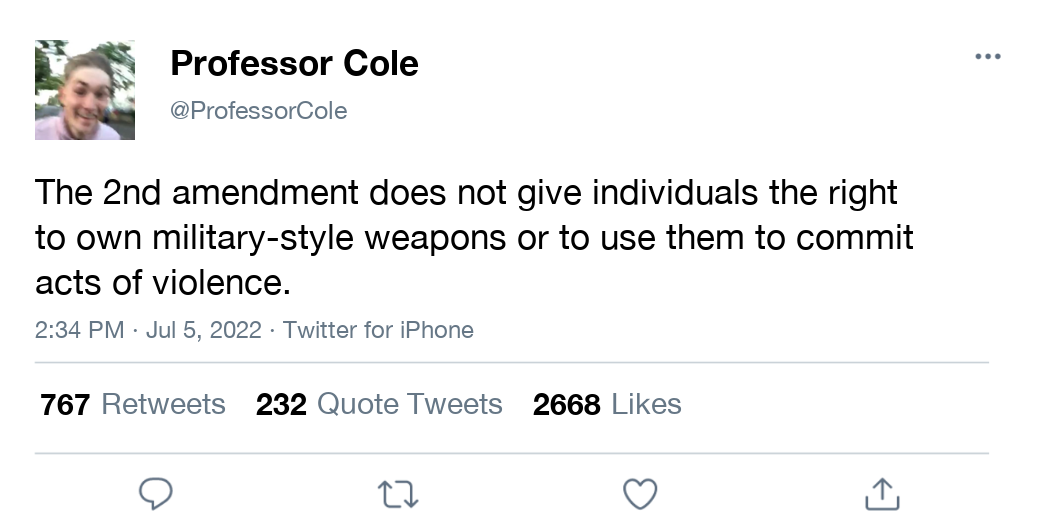 Professor Cole
@ProfessorCole
The 2nd amendment does not give individuals the right
to own military-style weapons or to use them to commit
acts of violence.
2:34 PM · Jul 5, 2022 · Twitter for iPhone
767 Retweets 232 Quote Tweets 2668 Likes